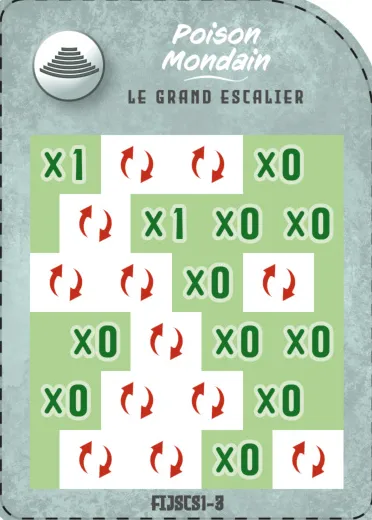 Poison
Mondain
LE GRAND ESCALIER
X1 X0
X1 X0 X0
X0
X0 X0 X0
X0 X0
X0
FIJSCS1-3